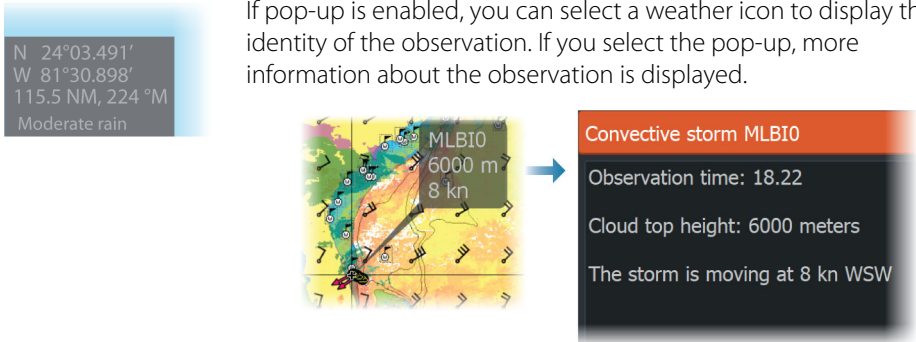 If pop-up is enabled, you can select a weather icon to display
identity of the observation. If you select the pop-up, more
information about the observation is displayed.
N 24°03.491′
W 81°30.898′
115.5 NM, 224 °M
Moderate rain
MLBI0
6000 m
8 kn
Convective storm MLBI0
Observation time: 18.22
Cloud top height: 6000 meters
The storm is moving at 8 kn WSW